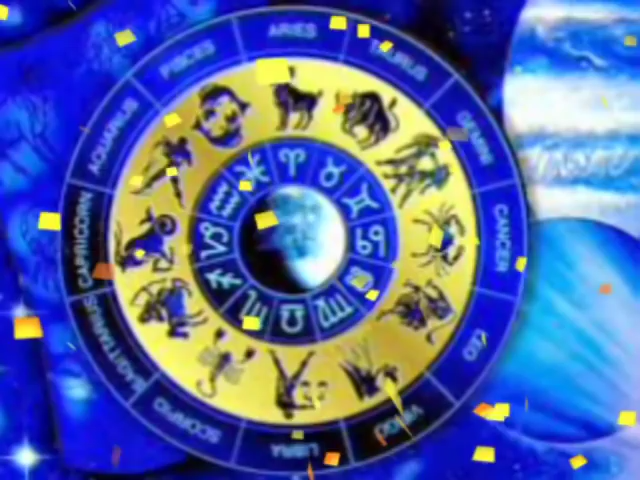 ARIES
TAURUS
GEMINI
CANCER
LEO
VIRGO
LIBRA
SCORPIO
SAGITTARIUS
CAPRICORN
AQUARIUS
PISCES